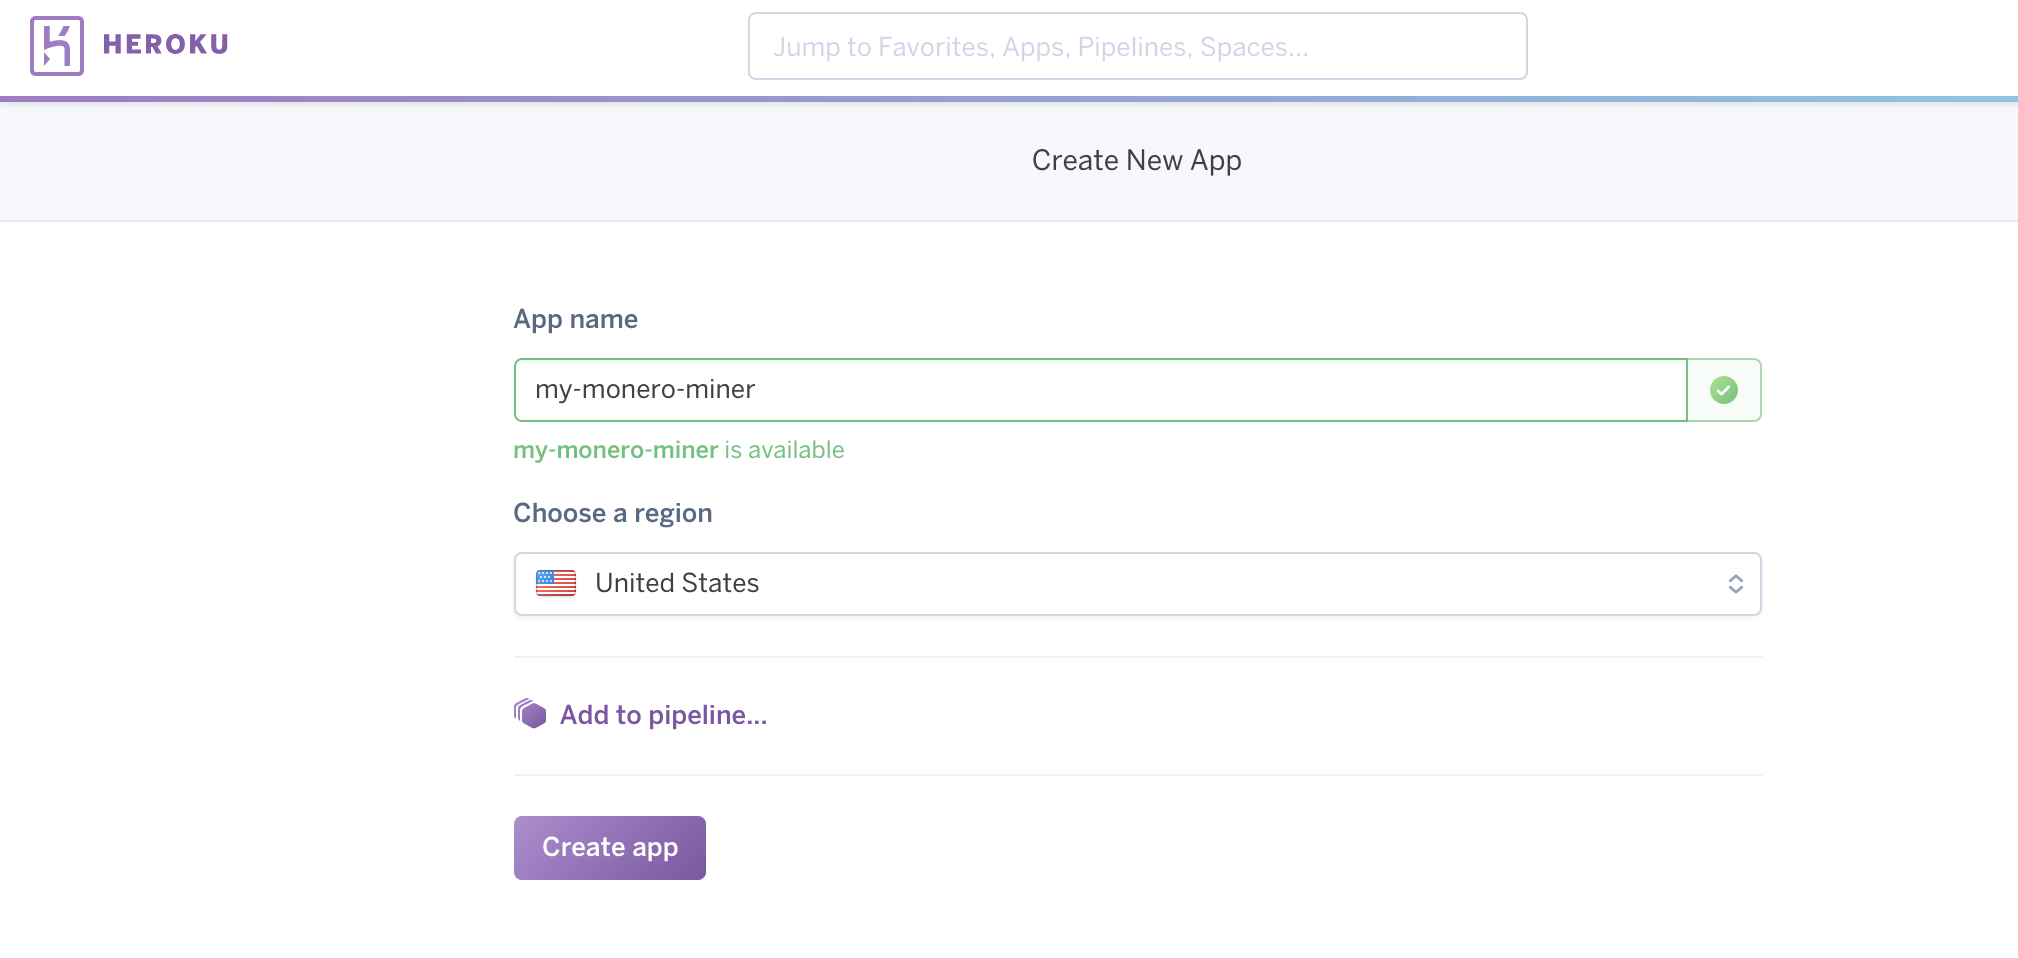 HEROKU
Jump to Favorites, Apps, Pipelines, Spaces...
Create New App
App name
my-monero-miner
my-monero-miner is available
Choose a region
United States
Add to pipeline...
Create app